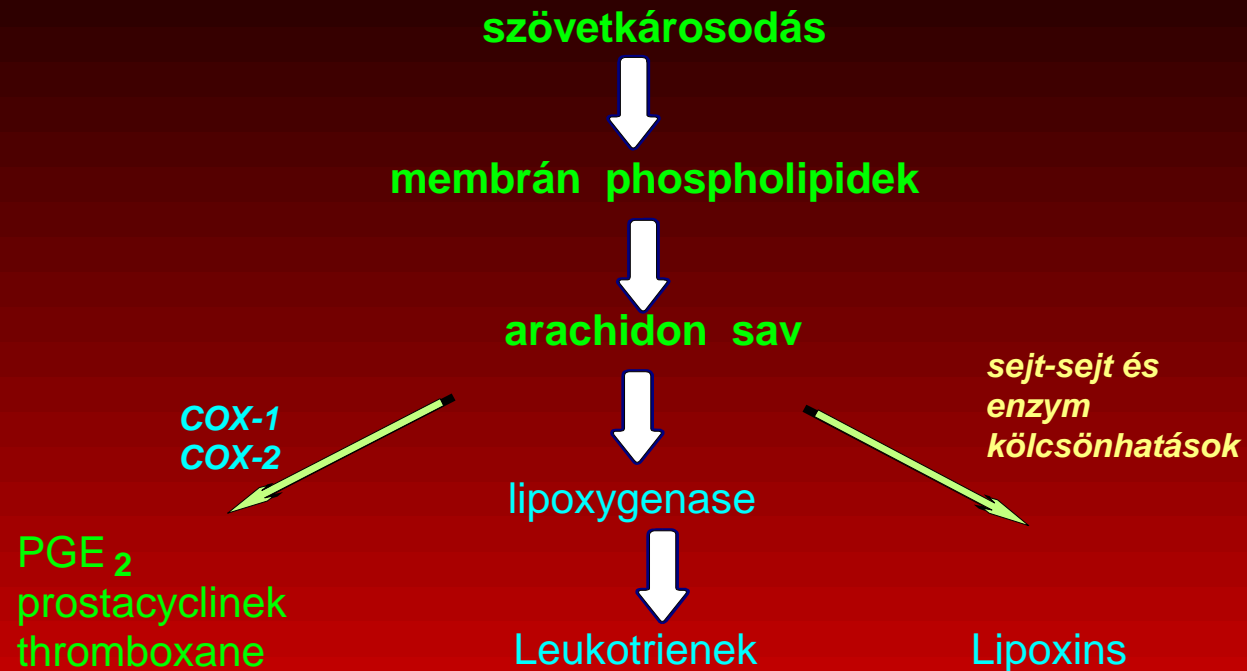 szövetkárosodás
membrán phospholipidek
arachidon sav
COX-1
COX-2
sejt-sejt és
enzym
kölcsönhatások
lipoxygenase
PGE 2
prostacyclinek
thromboxane
Leukotrienek
Lipoxins